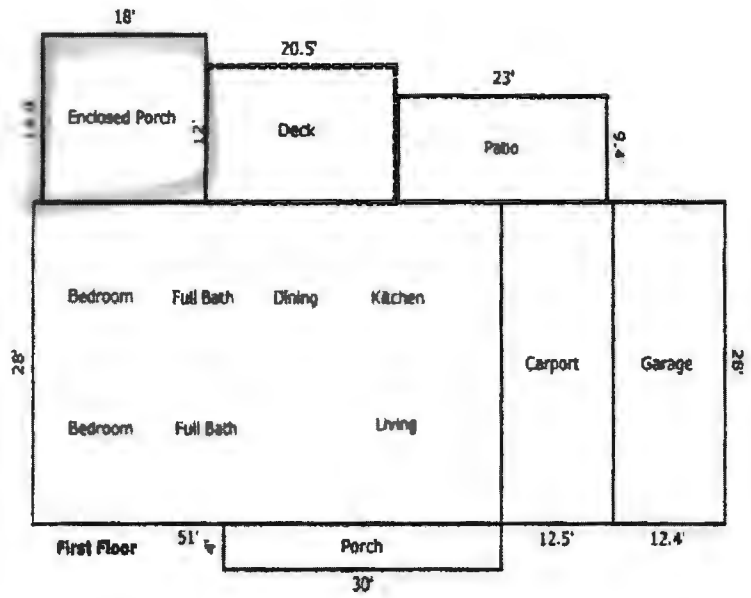 18'
20.5'
23'
Enclosed Porch
12'
Deck
Patio
9.4'
Bedroom
Full Bath
Dining
Kitchen
28'
Carport
Garage
28'
Bedroom
Full Bath
Living
First Floor
51'
Porch
12.5'
12.4'
30'